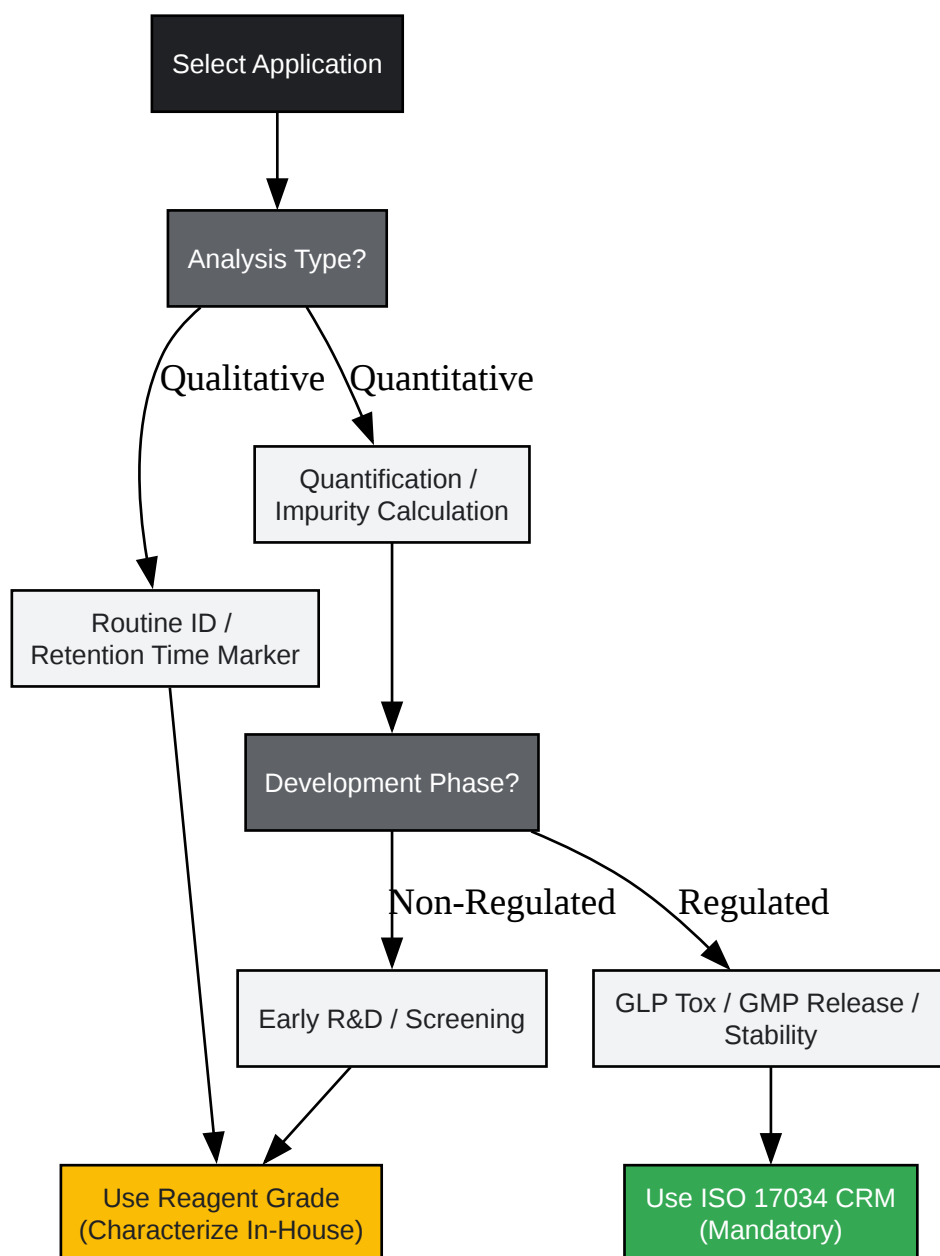 Select Application
Analysis Type?
Qualitative
Quantitative
Quantification /
Impurity Calculation
Routine ID /
Retention Time Marker
Development Phase?
Non-Regulated
Regulated
Early R&D / Screening
GLP Tox / GMP Release /
Stability
Use Reagent Grade
(Characterize In-House)
Use ISO 17034 CRM
(Mandatory)